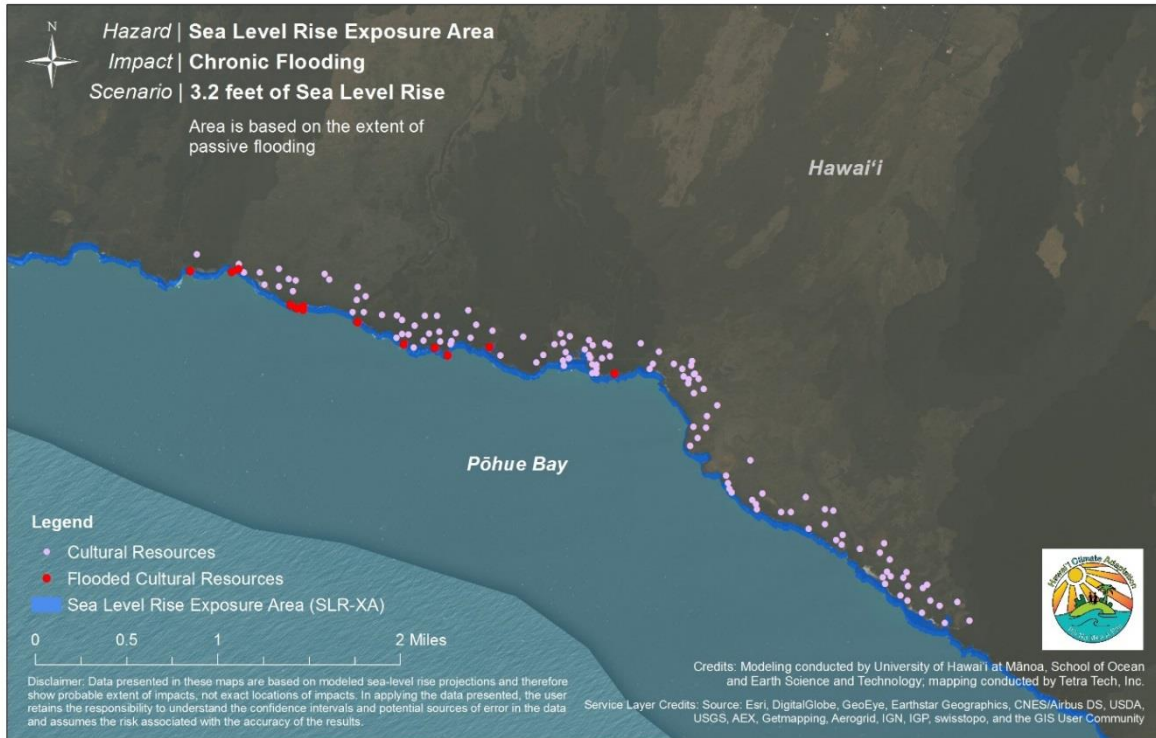 N
Hazard | Sea Level Rise Exposure Area
Impact | Chronic Flooding
Scenario | 3.2 feet of Sea Level Rise
Area is based on the extent of
passive flooding
Hawai‘i
Pōhue Bay
Legend
Cultural Resources
Flooded Cultural Resources
Sea Level Rise Exposure Area (SLR-XA)
0 0.5 1 2 Miles
Disclaimer: Data presented in these maps are based on modeled sea-level rise projections and therefore
show probable extent of impacts, not exact locations of impacts. In applying the data presented, the user
retains the responsibility to understand the confidence intervals and potential sources of error in the data
and assumes the risk associated with the accuracy of the results.
Hawai‘i Climate Adaptation
Credits: Modeling conducted by University of Hawai‘i at Mānoa, School of Ocean
and Earth Science and Technology; mapping conducted by Tetra Tech, Inc.
Service Layer Credits: Source: Esri, DigitalGlobe, GeoEye, Earthstar Geographics, CNES/Airbus DS, USDA,
USGS, AEX, Getmapping, Aerogrid, IGN, IGP, swisstopo, and the GIS User Community